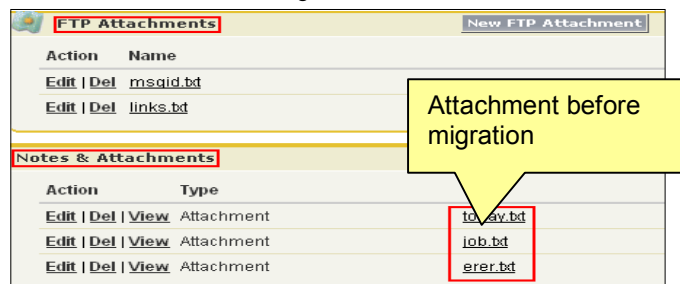 FTP Attachments New FTP Attachment
Action Name
Edit | Del msgid.txt
Edit | Del links.txt
Attachment before
migration
Notes & Attachments
Action Type
Edit | Del | View Attachment
Edit | Del | View Attachment job.txt
Edit | Del | View Attachment erer.txt